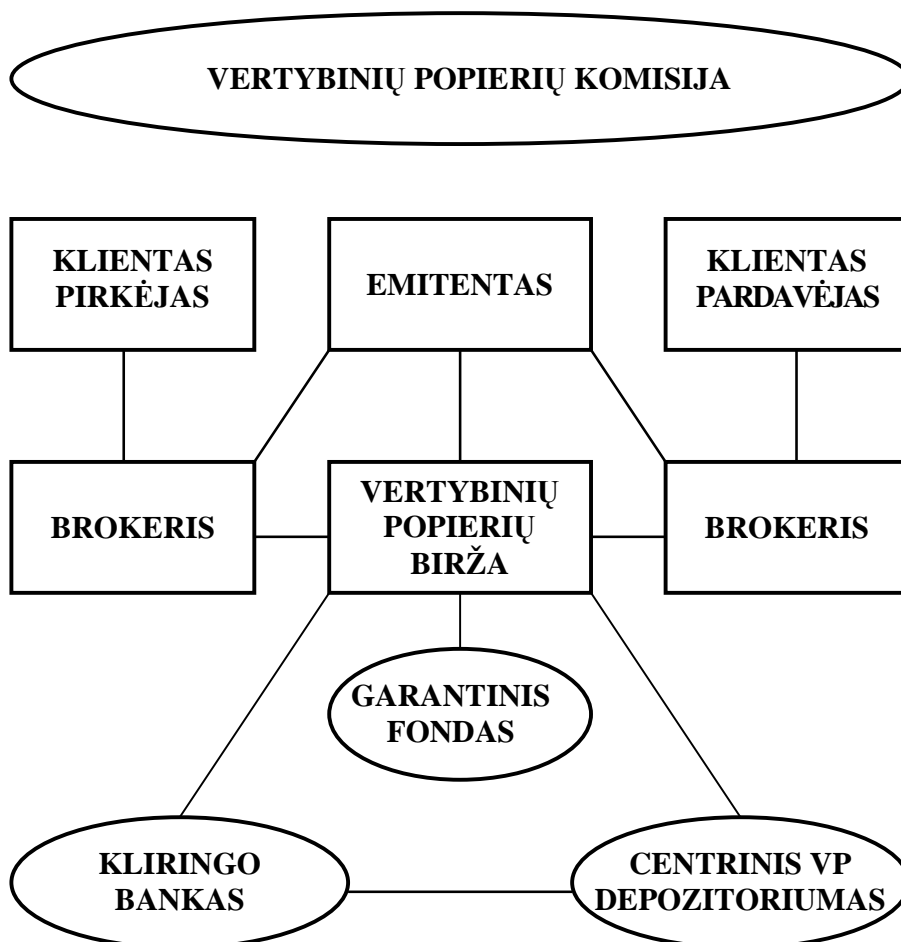 VERTYBINIŲ POPIERIŲ KOMISIJA
KLIENTAS
PIRKĖJAS
EMITENTAS
KLIENTAS
PARDAVĖJAS
BROKERIS
VERTYBINIŲ
POPIERIŲ
BIRŽA
BROKERIS
GARANTINIS
FONDAS
KLIRINGO
BANKAS
CENTRINIS VP
DEPOZITORIUMAS